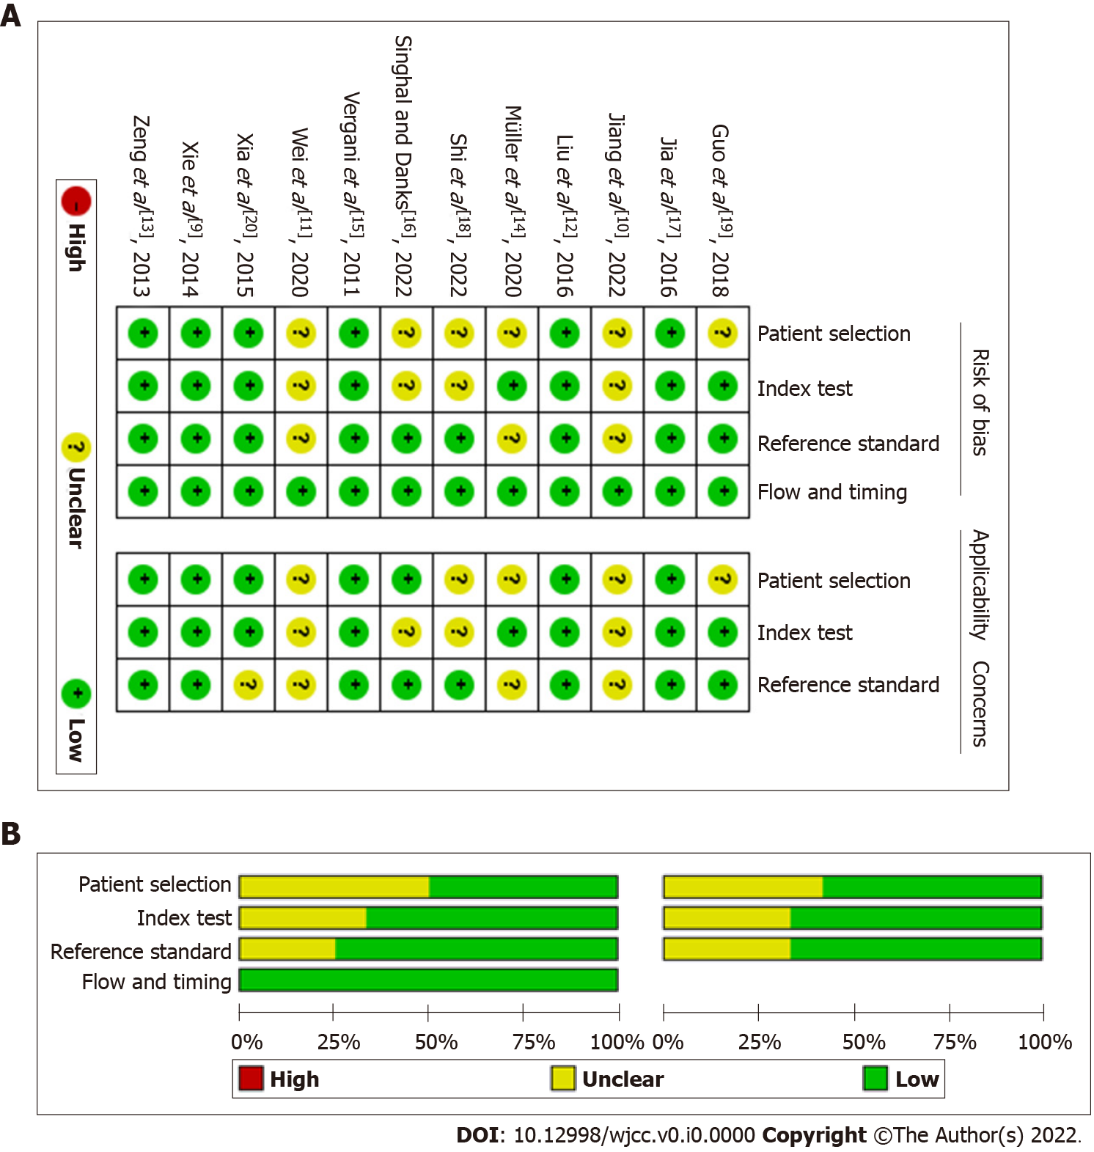 A
Zeng et al[13], 2013
Xie et al[9], 2014
Xia et al[20], 2015
Wei et al[11], 2020
Vergani et al[15], 2011
Singhal and Danks[16], 2022
Shi et al[18], 2022
Müller et al[14], 2020
Liu et al[12], 2016
Jiang et al[10], 2022
Jia et al[17], 2016
Guo et al[19], 2018
+ + + ? + ? ? ? + ? + ? Patient selection
+ + + ? + ? ? + + ? + + Index test
+ + + ? + + + ? + ? + + Reference standard
+ + + + + + + + + + + + Flow and timing
Risk of bias
+ + + ? + + ? ? + ? + ? Patient selection
+ + + ? + ? ? + + ? + + Index test
+ + ? ? + + + ? + ? + + Reference standard
Applicability Concerns
– High
? Unclear
+ Low
B
Patient selection
Index test
Reference standard
Flow and timing
0% 25% 50% 75% 100% 0% 25% 50% 75% 100%
High Unclear Low
DOI: 10.12998/wjcc.v0.i0.0000 Copyright ©The Author(s) 2022.